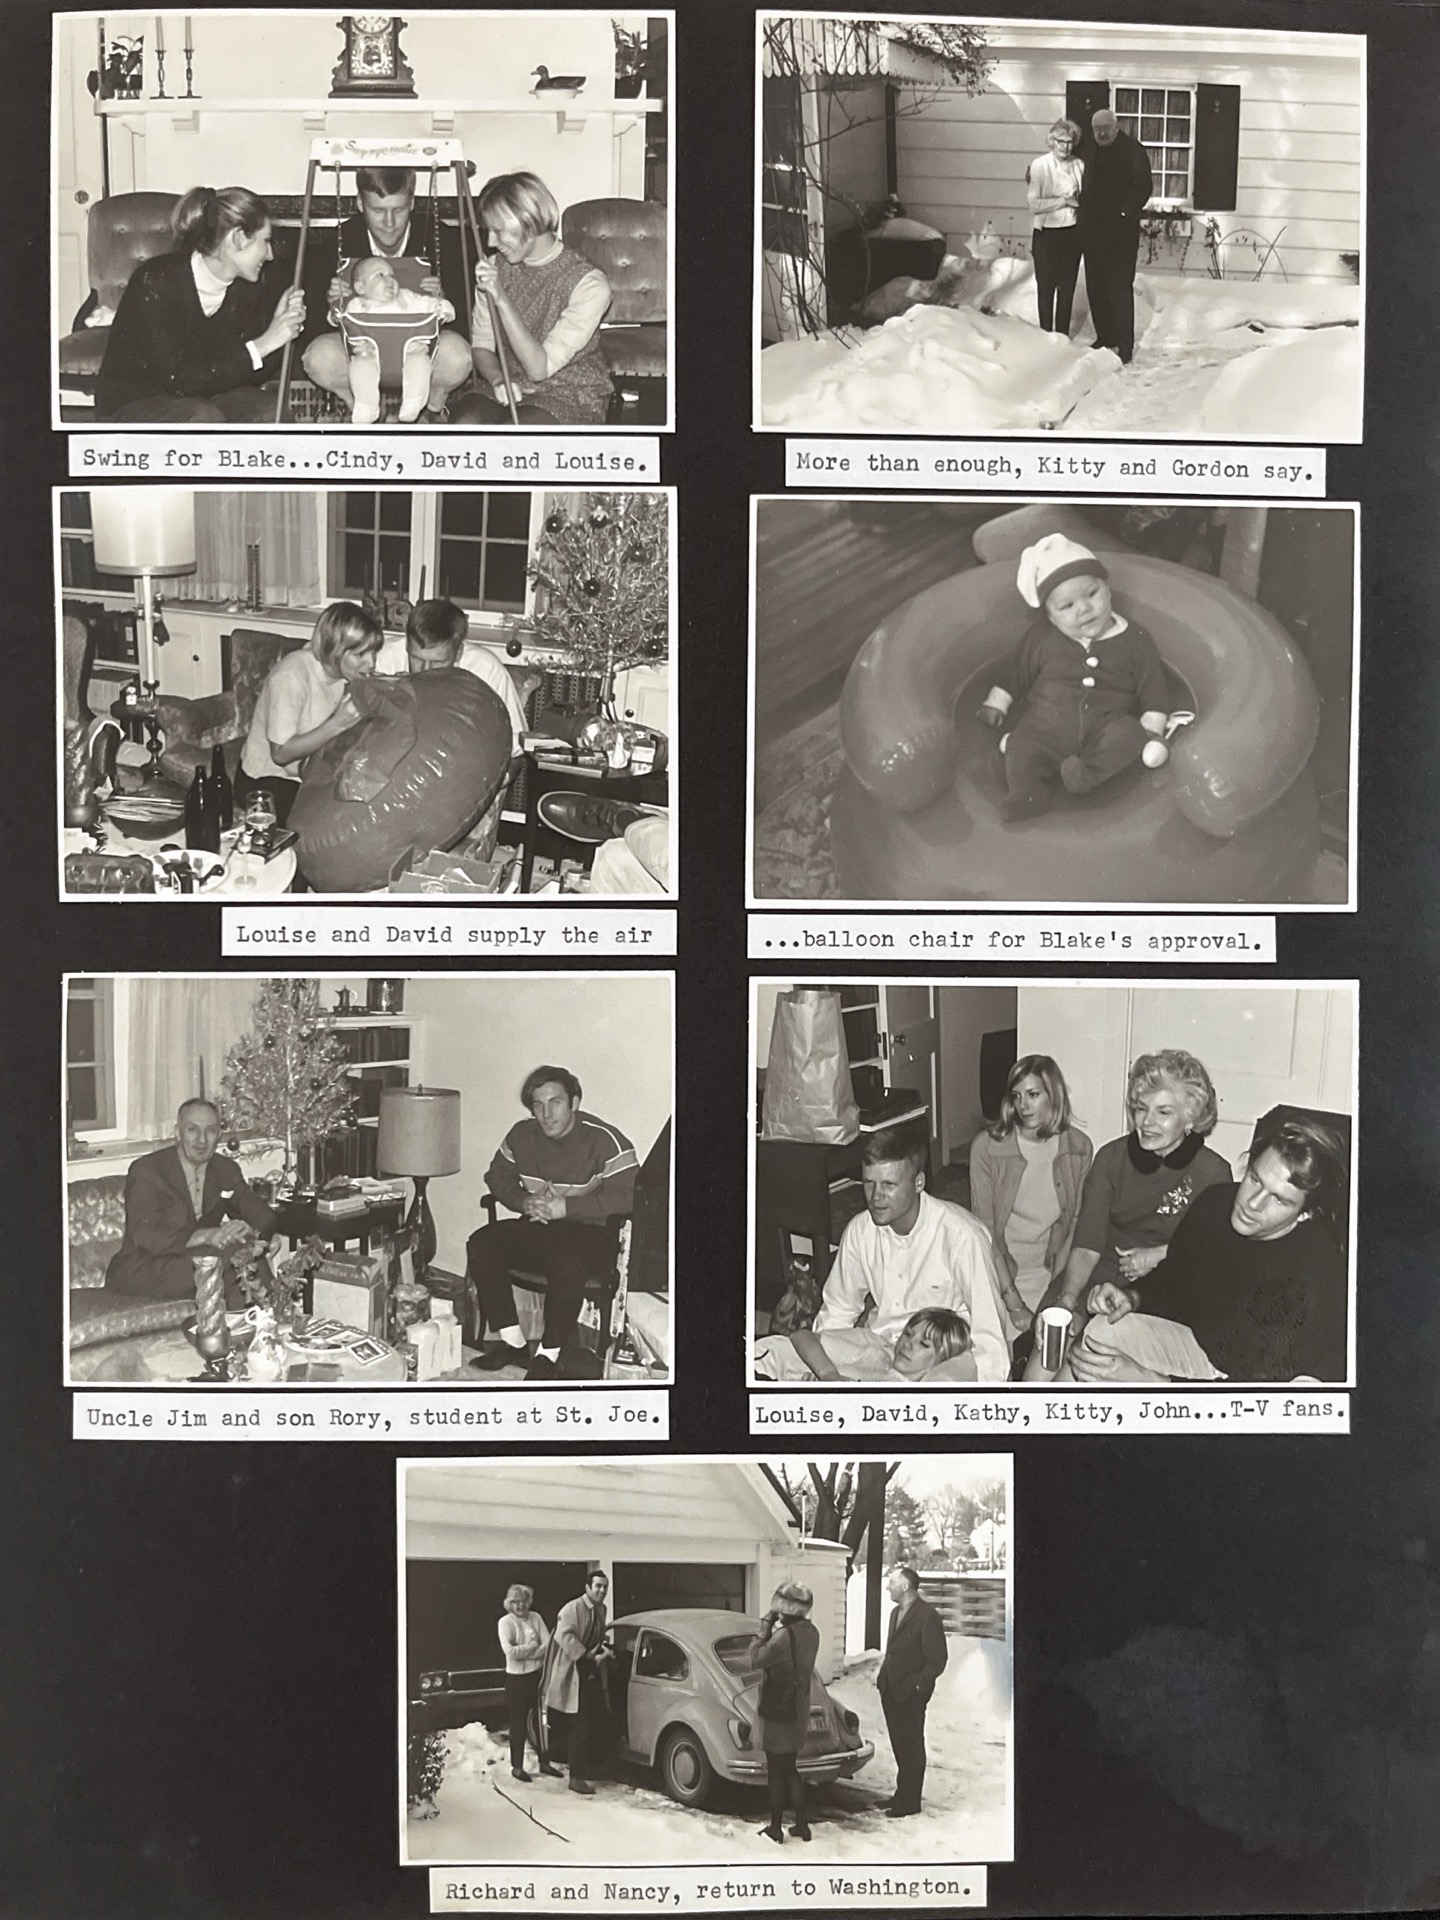 Swyngomatic
Swing for Blake...Cindy, David and Louise.
More than enough, Kitty and Gordon say.
Louise and David supply the air
...balloon chair for Blake's approval.
Uncle Jim and son Rory, student at St. Joe.
Louise, David, Kathy, Kitty, John...T-V fans.
Richard and Nancy, return to Washington.